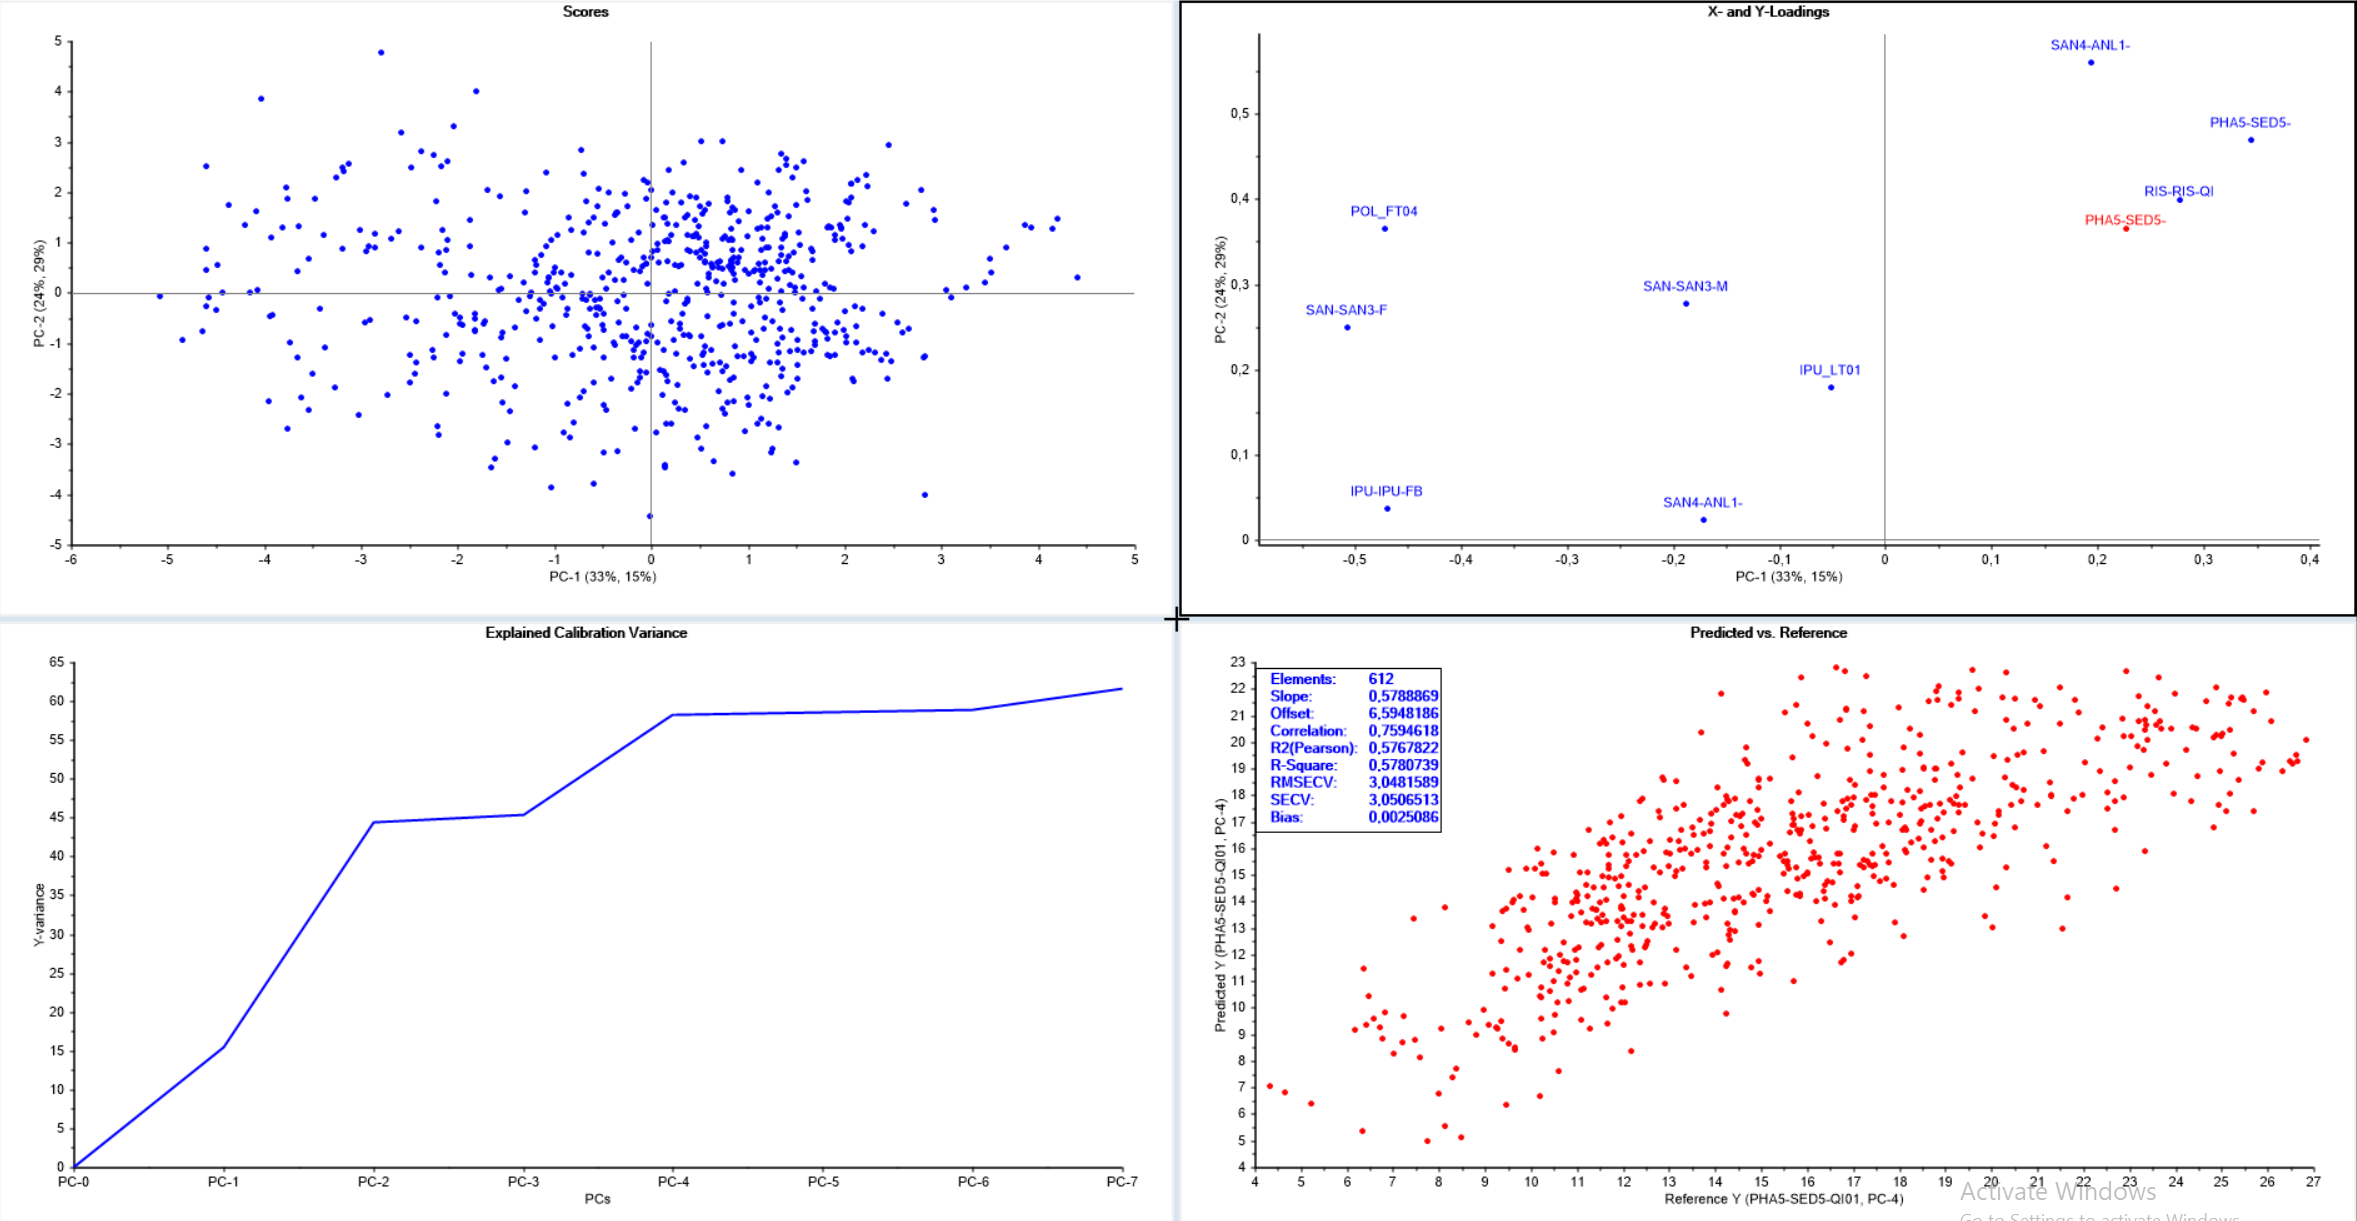 Scores
5
4
3
2
1
0
-1
-2
-3
-4
-5
PC-2 (24%, 29%)
-6 -5 -4 -3 -2 -1 0 1 2 3 4 5
PC-1 (33%, 15%)
X- and Y-Loadings
0,5
0,4
0,3
0,2
0,1
0
PC-2 (24%, 29%)
SAN4-ANL1-
PHA5-SED5-
RIS-RIS-QI
PHA5-SED5-
POL_FT04
SAN-SAN3-M
SAN-SAN3-F
IPU_LT01
IPU-IPU-FB
SAN4-ANL1-
-0,5 -0,4 -0,3 -0,2 -0,1 0 0,1 0,2 0,3 0,4
PC-1 (33%, 15%)
Explained Calibration Variance
65
60
55
50
45
40
35
30
25
20
15
10
5
0
Y-variance
PC-0 PC-1 PC-2 PC-3 PC-4 PC-5 PC-6 PC-7
PCs
Predicted vs. Reference
23
22
21
20
19
18
17
16
15
14
13
12
11
10
9
8
7
6
5
4
Predicted Y (PHA5-SED5-QI01, PC-4)
Elements: 612
Slope: 0,5788869
Offset: 6,5948186
Correlation: 0,7594618
R2(Pearson): 0,5767822
R-Square: 0,5780739
RMSECV: 3,0481589
SECV: 3,0506513
Bias: 0,0025086
4 5 6 7 8 9 10 11 12 13 14 15 16 17 18 19 20 21 22 23 24 25 26 27
Reference Y (PHA5-SED5-QI01, PC-4)
Activate Windows
Go to Settings to activate Windows